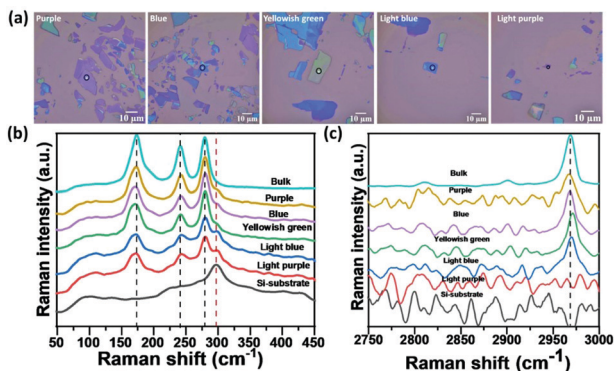 (a)
Purple
Blue
Yellowish green
Light blue
Light purple
10 μm
10 μm
10 μm
10 μm
10 μm
(b)
Raman intensity (a.u.)
Bulk
Purple
Blue
Yellowish green
Light blue
Light purple
Si-substrate
50 100 150 200 250 300 350 400 450
Raman shift (cm-1)
(c)
Raman intensity (a.u.)
Bulk
Purple
Blue
Yellowish green
Light blue
Light purple
Si-substrate
2750 2800 2850 2900 2950 3000
Raman shift (cm-1)